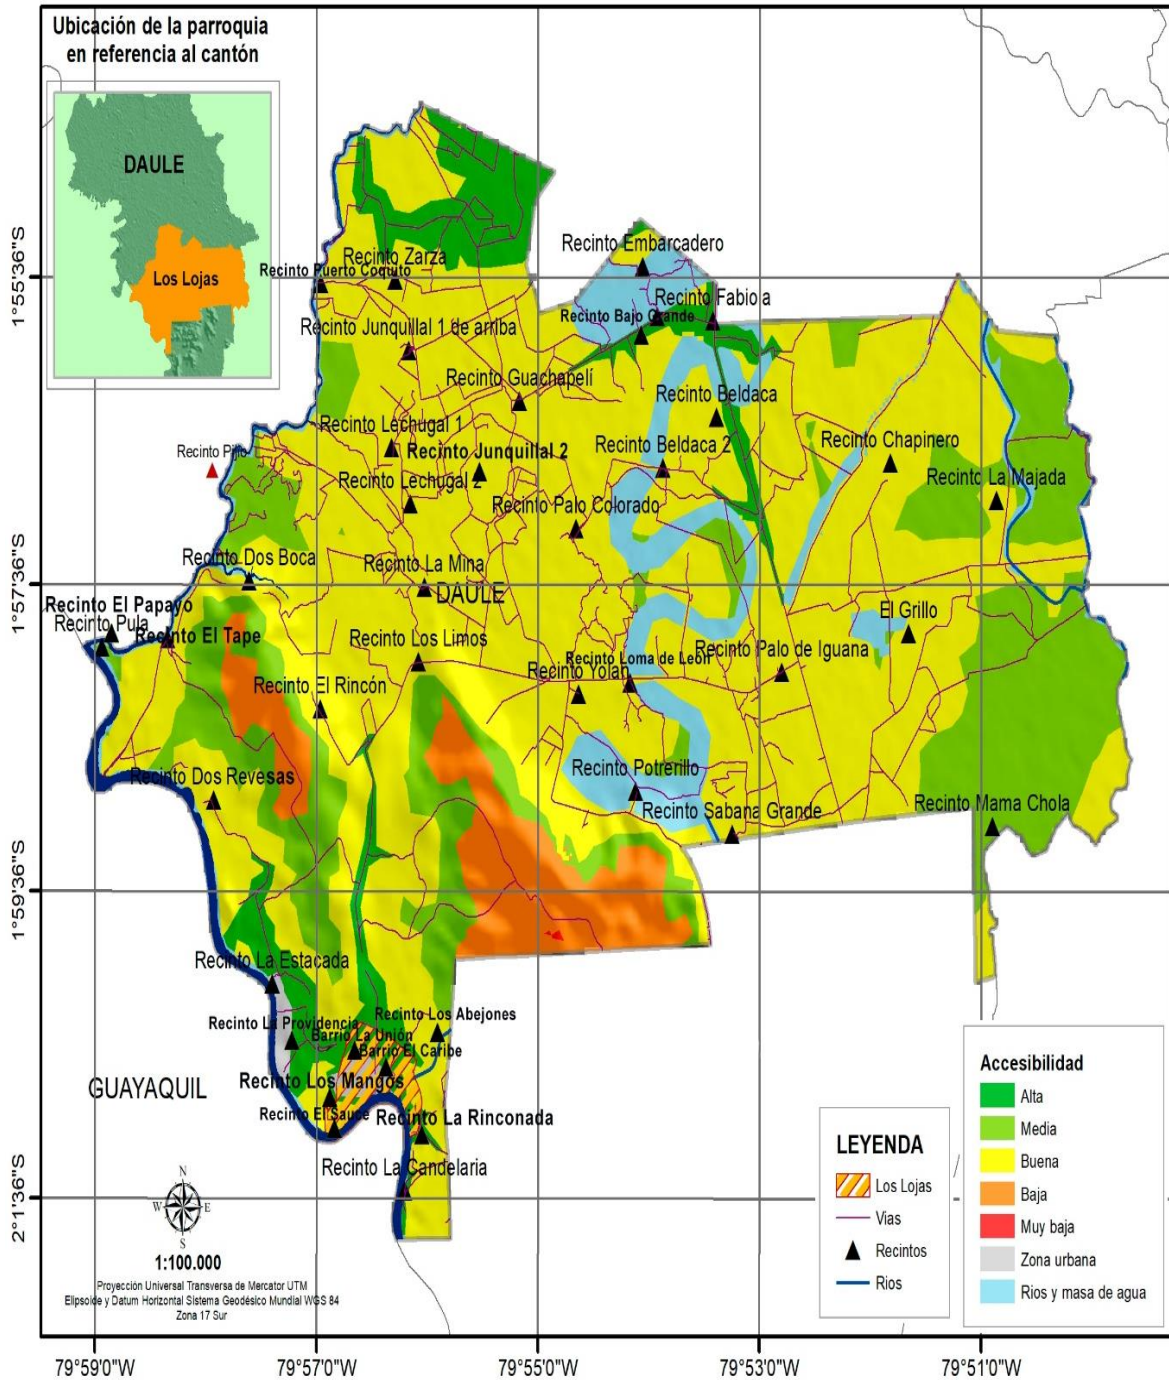 Ubicación de la parroquia
en referencia al cantón
DAULE
Los Lojas
1°55'36"S
1°57'36"S
1°59'36"S
2°1'36"S
Recinto Embarcadero
Recinto Zarza
Recinto Puerto Coquito
Recinto Fabiola
Recinto Bajo Grande
Recinto Junquillal 1 de arriba
Recinto Guachapelí
Recinto Beldaca
Recinto Lechugal 1
Recinto Pijio
Recinto Junquillal 2
Recinto Beldaca 2
Recinto Chapinero
Recinto Lechugal 2
Recinto La Majada
Recinto Palo Colorado
Recinto Dos Boca
Recinto La Mina
DAULE
Recinto El Papayo
Recinto Pula
Recinto El Tape
El Grillo
Recinto Los Limos
Recinto Loma de León
Recinto Palo de Iguana
Recinto Yolan
Recinto El Rincón
Recinto Dos Revesas
Recinto Potrerillo
Recinto Sabana Grande
Recinto Mama Chola
Recinto La Estacada
Recinto La Providencia
Recinto Los Abejones
Barrio La Unión
Barrio El Caribe
GUAYAQUIL
Recinto Los Mangos
Recinto El Sauce
Recinto La Rinconada
Recinto La Candelaria
N
W
E
S
1:100.000
Proyección Universal Transversa de Mercator UTM
Elipsoide y Datum Horizontal Sistema Geodésico Mundial WGS 84
Zona 17 Sur
LEYENDA
Los Lojas
Vias
Recintos
Rios
Accesibilidad
Alta
Media
Buena
Baja
Muy baja
Zona urbana
Rios y masa de agua
79°59'0"W
79°57'0"W
79°55'0"W
79°53'0"W
79°51'0"W